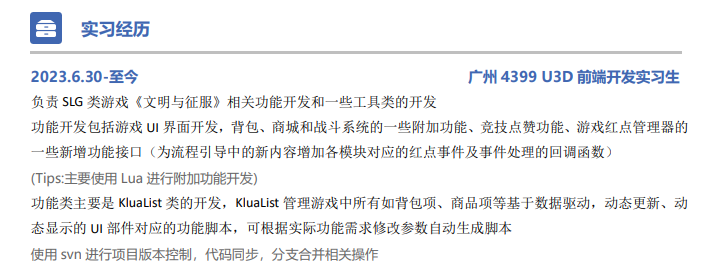 实习经历
2023.6.30-至今 广州 4399 U3D 前端开发实习生
负责 SLG 类游戏《文明与征服》相关功能开发和一些工具类的开发
功能开发包括游戏 UI 界面开发，背包、商城和战斗系统的一些附加功能、竞技点赞功能、游戏红点管理器的
一些新增功能接口（为流程引导中的新内容增加各模块对应的红点事件及事件处理的回调函数）
(Tips:主要使用 Lua 进行附加功能开发)
功能类主要是 KluaList 类的开发，KluaList 管理游戏中所有如背包项、商品项等基于数据驱动，动态更新、动
态显示的 UI 部件对应的功能脚本，可根据实际功能需求修改参数自动生成脚本
使用 svn 进行项目版本控制，代码同步，分支合并相关操作